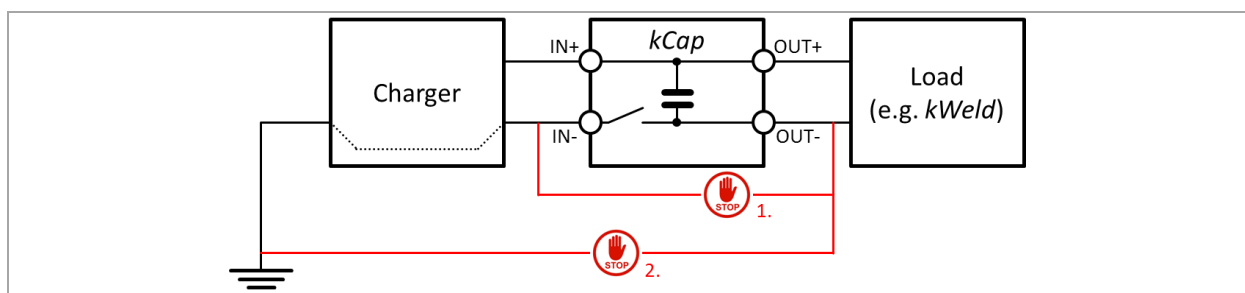 IN+
kCap
OUT+
Charger
Load
(e.g. kWeld)
IN-
OUT-
STOP
1.
STOP
2.